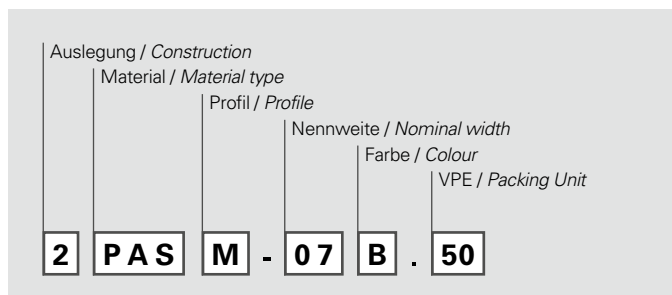 Auslegung / Construction
Material / Material type
Profil / Profile
Nennweite / Nominal width
Farbe / Colour
VPE / Packing Unit
2 PAS M - 07 B . 50